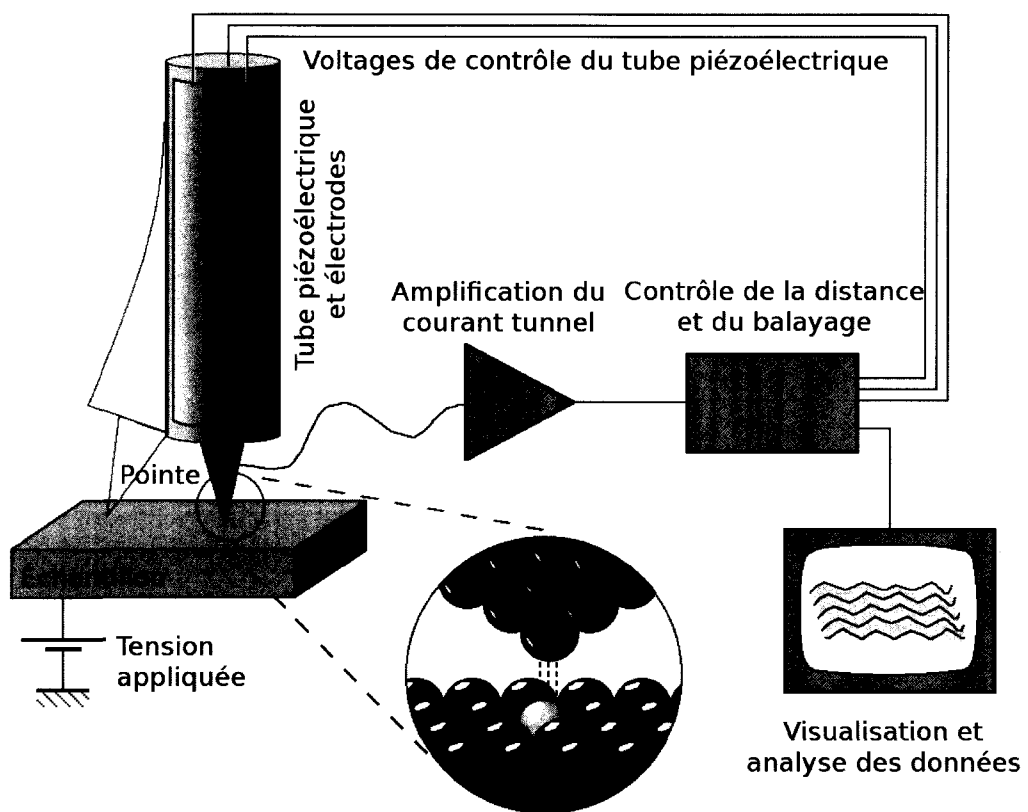 Voltages de contrôle du tube piézoélectrique
Tube piézoélectrique
et électrodes
Amplification du
courant tunnel
Contrôle de la distance
et du balayage
Pointe
Échantillon
Tension
appliquée
Visualisation et
analyse des données